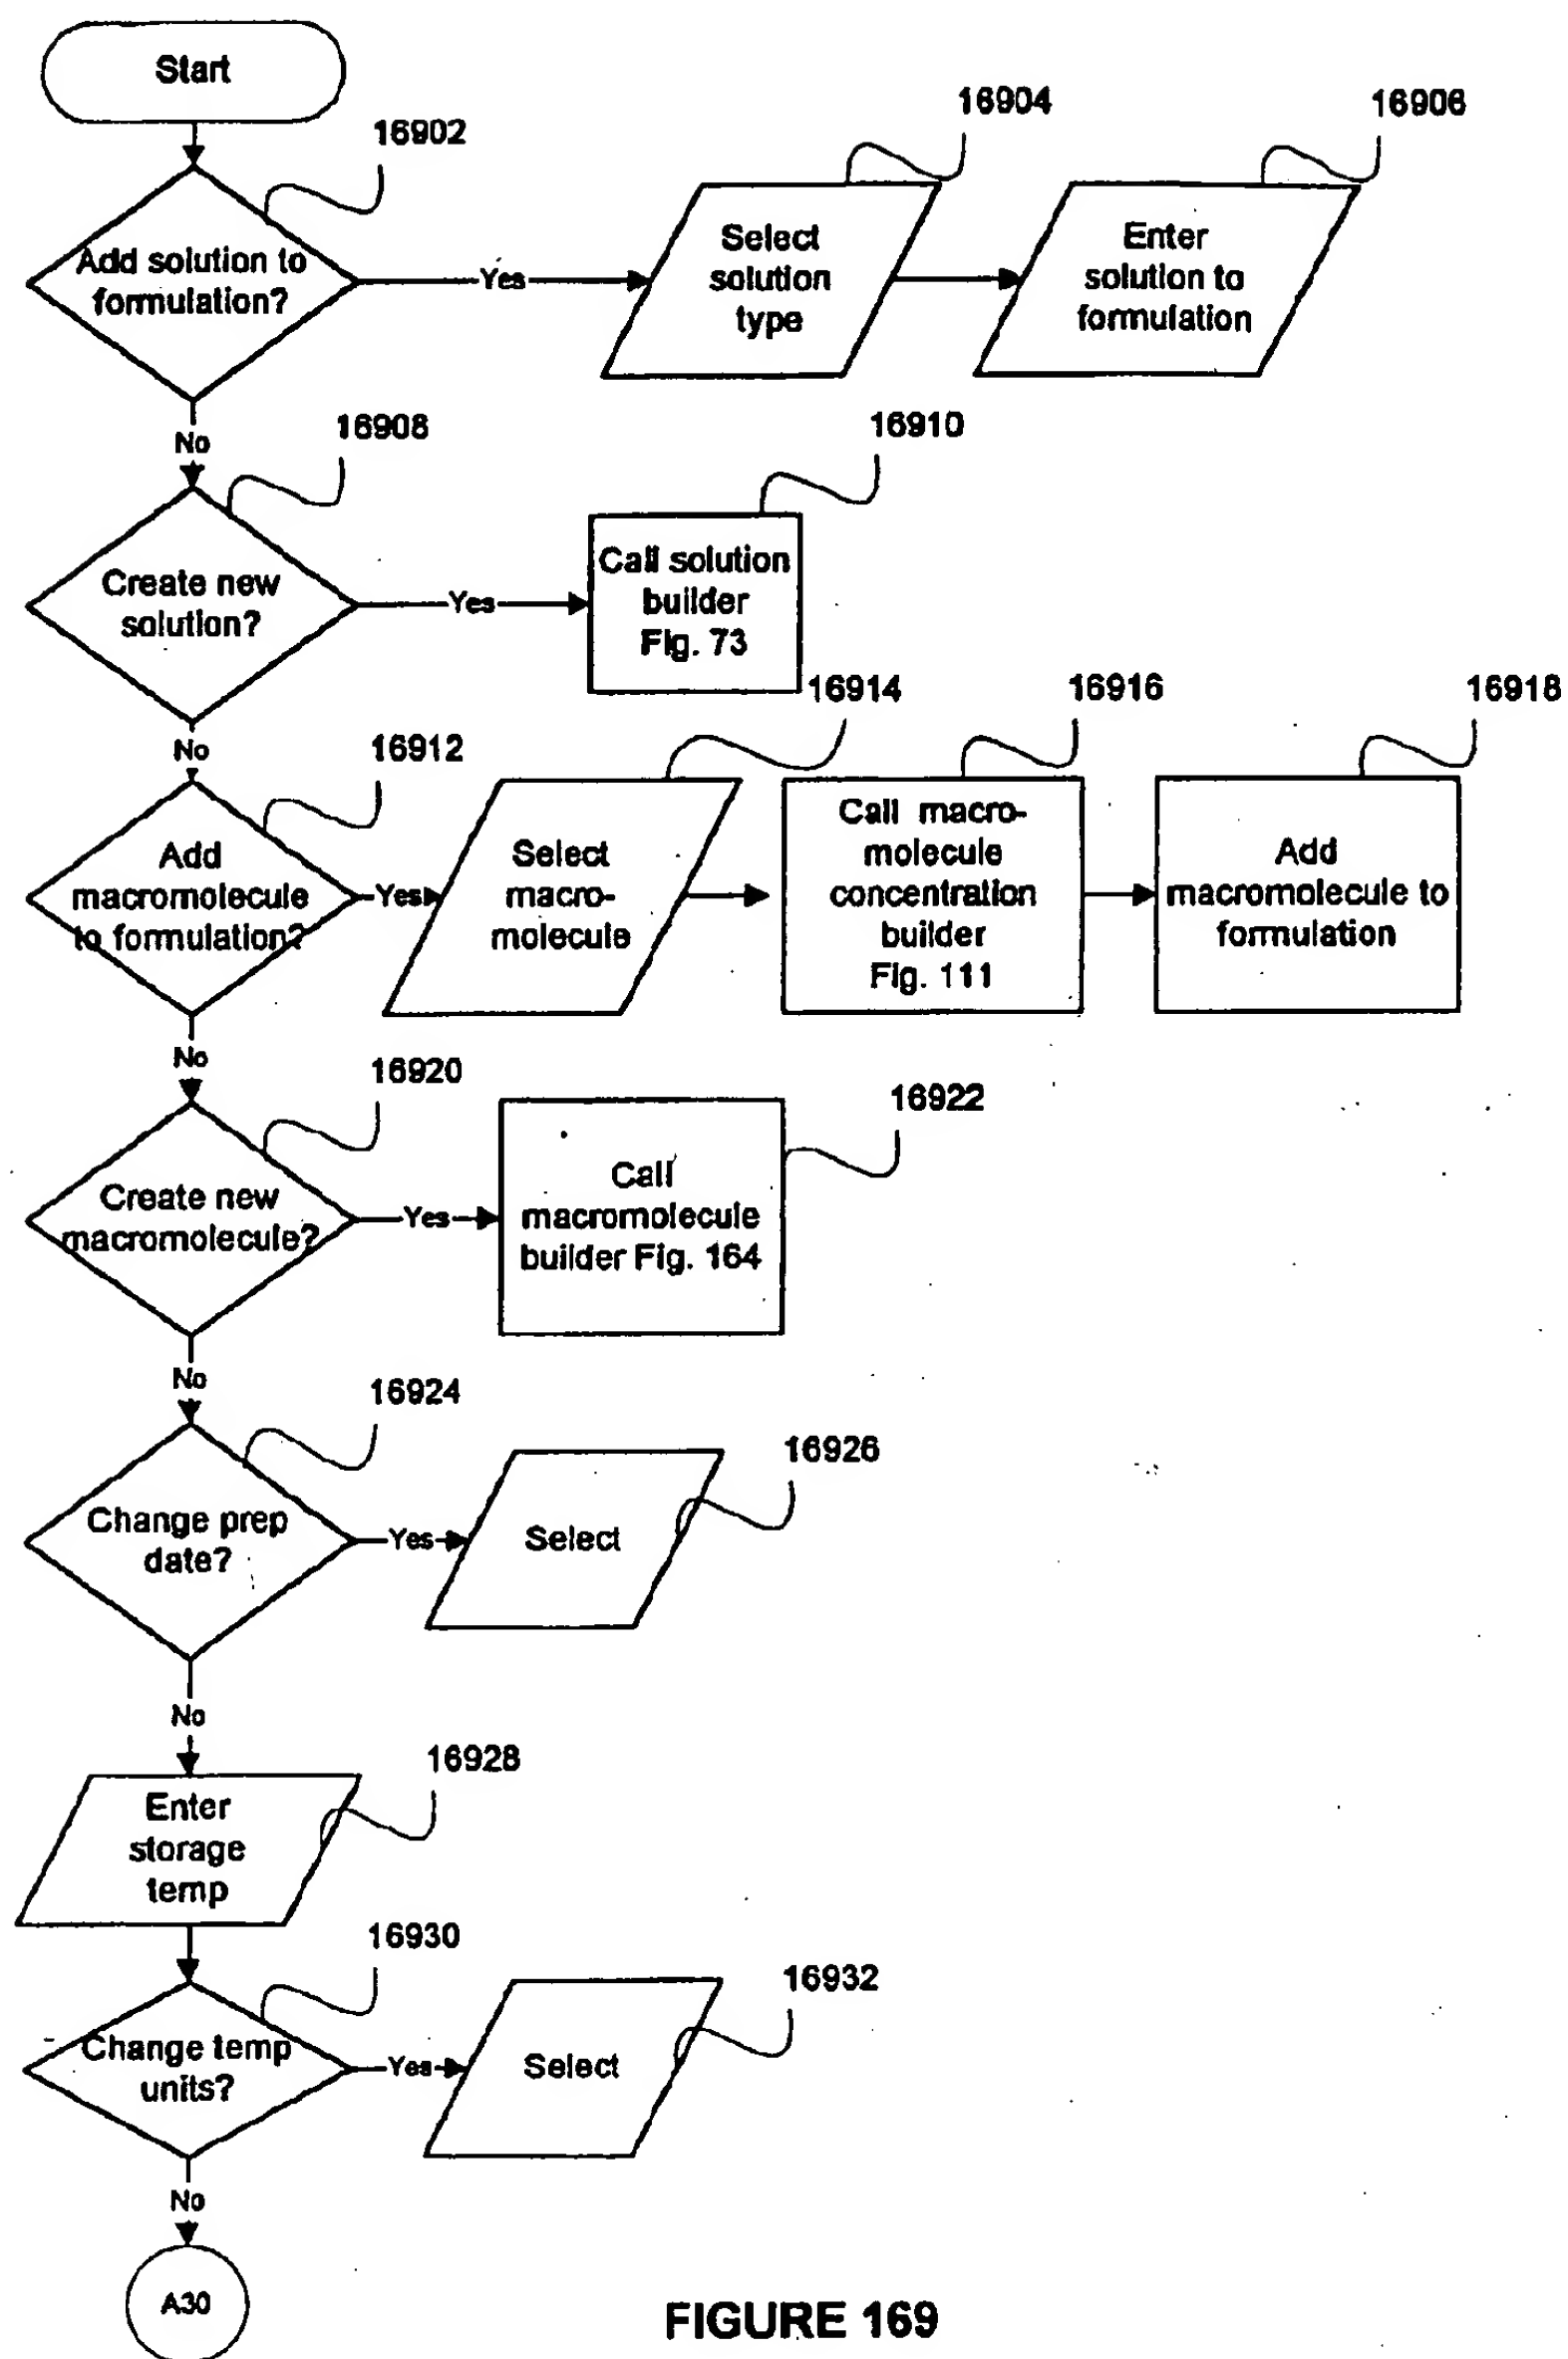 Start
16902
16904
16906
Add solution to
formulation?
Yes
Select
solution
type
Enter
solution to
formulation
No
16908
16910
Create new
solution?
Yes
Call solution
builder
Fig. 73
No
16912
16914
16916
16918
Add
macromolecule
to formulation?
Yes
Select
macro-
molecule
Call macro-
molecule
concentration
builder
Fig. 111
Add
macromolecule to
formulation
No
16920
16922
Create new
macromolecule?
Yes
Call
macromolecule
builder Fig. 164
No
16924
16926
Change prep
date?
Yes
Select
No
16928
Enter
storage
temp
16930
16932
Change temp
units?
Yes
Select
No
A30
FIGURE 169